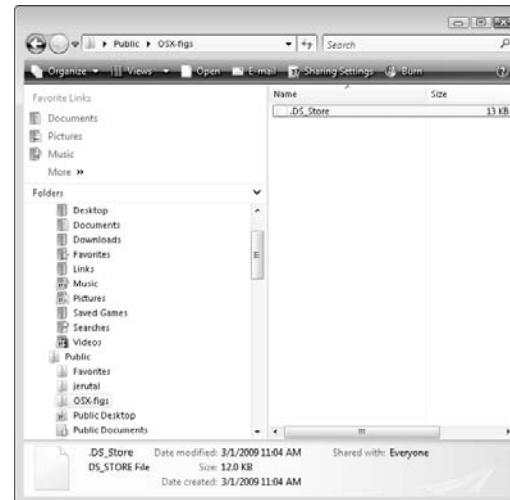 Public ▸ OSX-figs
Search
Organize Views Open E-mail Sharing Settings Burn
Favorite Links
Documents
Pictures
Music
More »
Folders
Desktop
Documents
Downloads
Favorites
Links
Music
Pictures
Saved Games
Searches
Videos
Public
Favorites
jerutal
OSX-figs
Public Desktop
Public Documents
Name Size
.DS_Store 13 KB
.DS_Store Date modified: 3/1/2009 11:04 AM Shared with: Everyone
DS_STORE File Size: 12.0 KB
Date created: 3/1/2009 11:04 AM